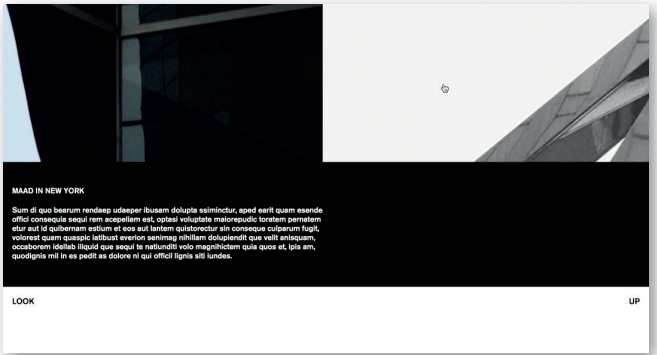 MAAD IN NEW YORK
Sum di quo bearum rendaep udaeper ibusam dolupta ssiminctur, aped earit quam esende
offici consequia sequi rem acepeliam est, optasi voluptate maiorepudic toratem pernatem
etur aut id quibernam estium et eos aut lantem quistorectur sin conseque culparum fugit,
volorest quam quaspic iatibust everion senimag nihillam dolupiendit que velit anisquam,
occaborem idellab iliquid que sequi te natiunditi volo magnihictem quia quos et, ipis am,
quodignis mil in es pedit as dolore ni qui officil lignis siti iundes.
LOOK
UP